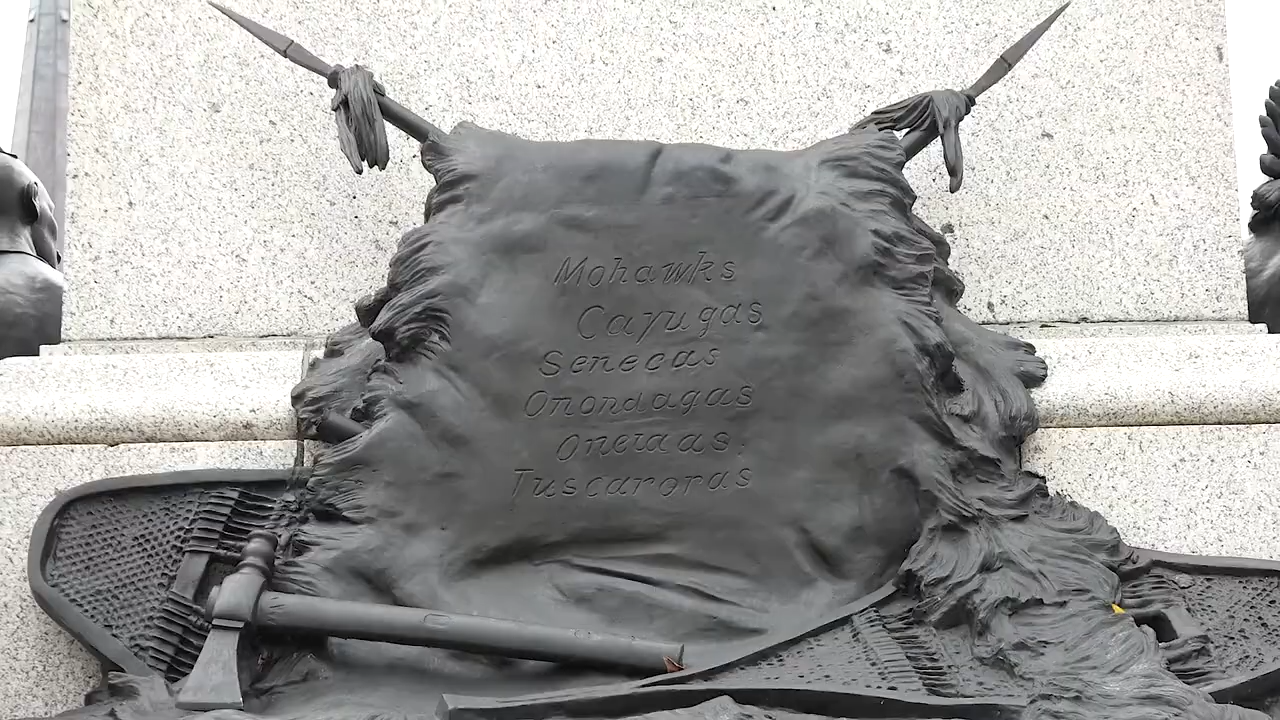 Mohawks
Cayugas
Senecas
Onondagas
Oneidas.
Tuscaroras